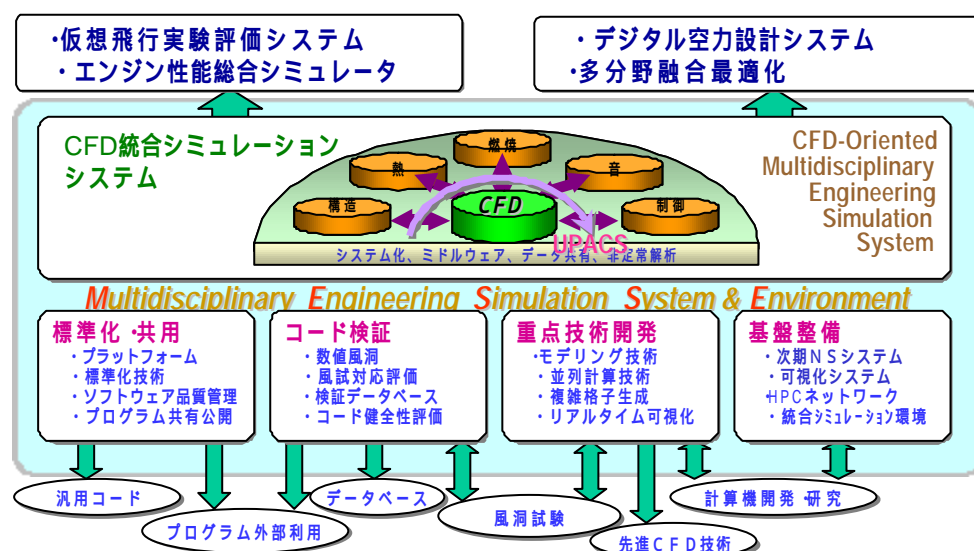 ・仮想飛行実験評価システム
・エンジン性能総合シミュレータ
・デジタル空力設計システム
・多分野融合最適化
CFD統合シミュレーション
システム
CFD-Oriented
Multidisciplinary
Engineering
Simulation
System
燃焼
熱
音
構造
CFD
制御
UPACS
システム化、ミドルウェア、データ共有、非定常解析
Multidisciplinary Engineering Simulation System & Environment
標準化・共用
・プラットフォーム
・標準化技術
・ソフトウェア品質管理
・プログラム共有公開
コード検証
・数値風洞
・風試対応評価
・検証データベース
・コード健全性評価
重点技術開発
・モデリング技術
・並列計算技術
・複雑格子生成
・リアルタイム可視化
基盤整備
・次期NSシステム
・可視化システム
・HPCネットワーク
・統合シミュレーション環境
汎用コード
プログラム外部利用
データベース
風洞試験
先進CFD技術
計算機開発・研究